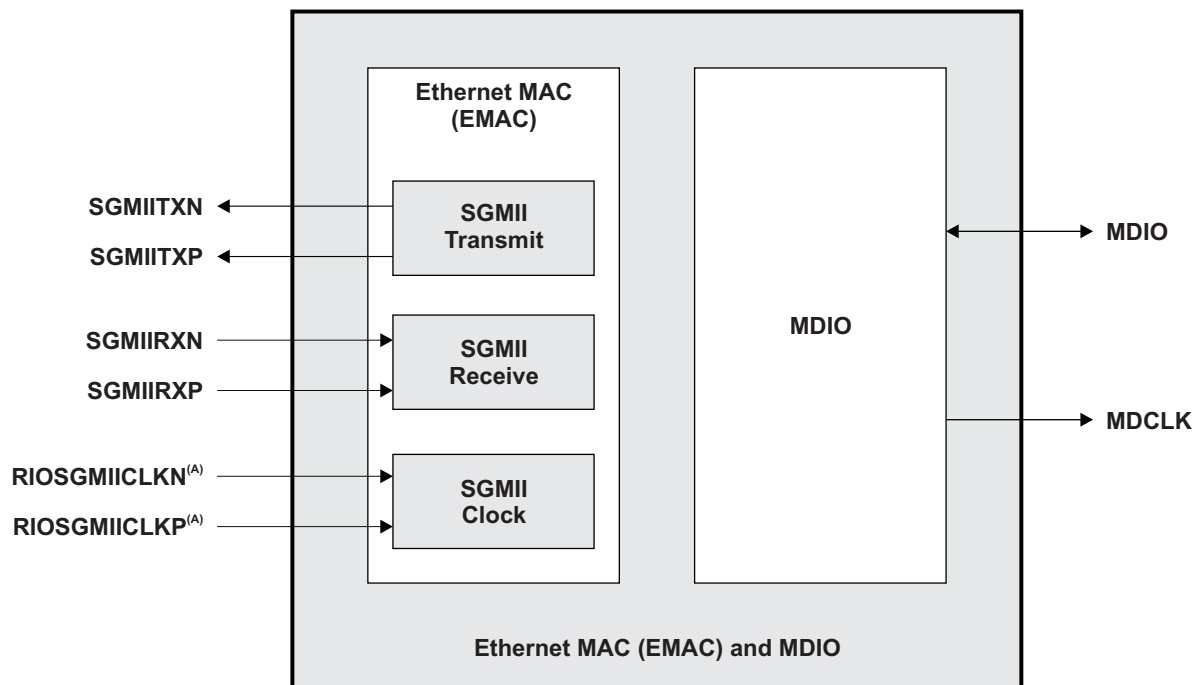 Ethernet MAC
(EMAC)
SGMIITXN
SGMIITXP
SGMII
Transmit
SGMIIRXN
SGMIIRXP
SGMII
Receive
RIOSGMIICLKN(A)
RIOSGMIICLKP(A)
SGMII
Clock
MDIO
MDIO
MDCLK
Ethernet MAC (EMAC) and MDIO